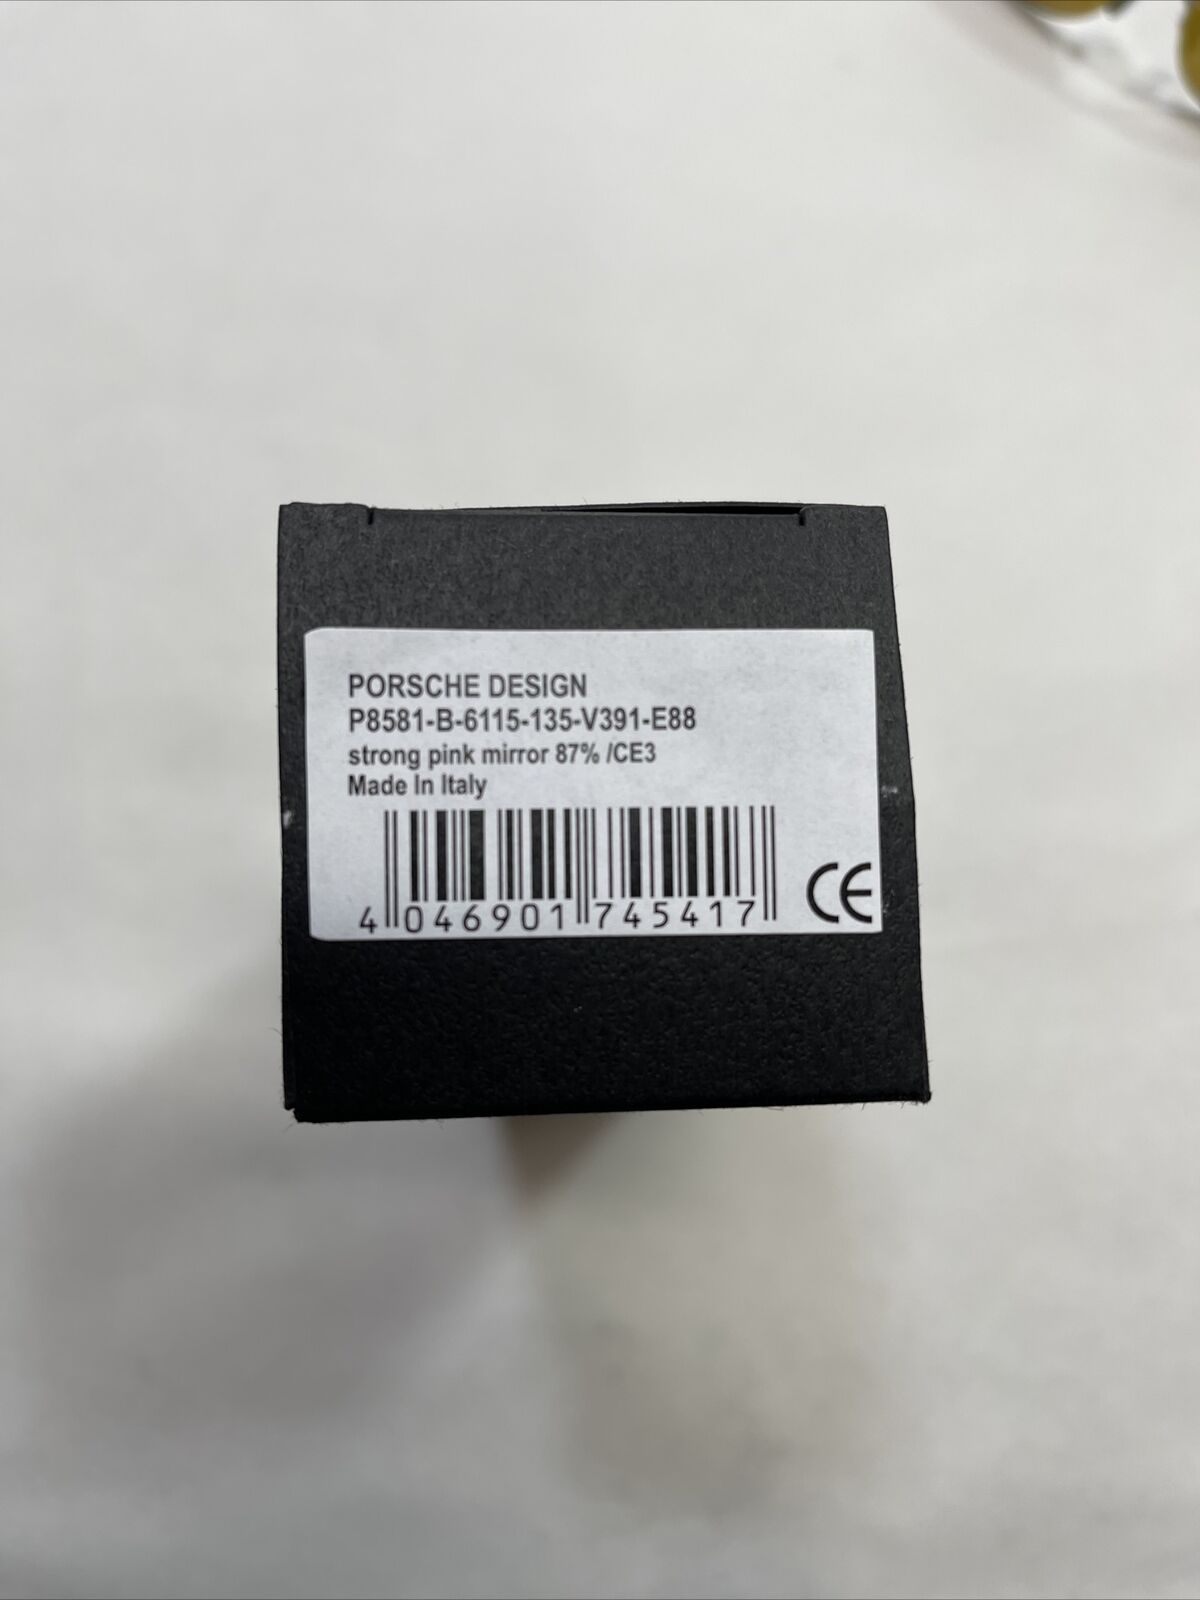 PORSCHE DESIGN
P8581-B-6115-135-V391-E88
strong pink mirror 87% /CE3
Made In Italy
4 046901 745417
CE